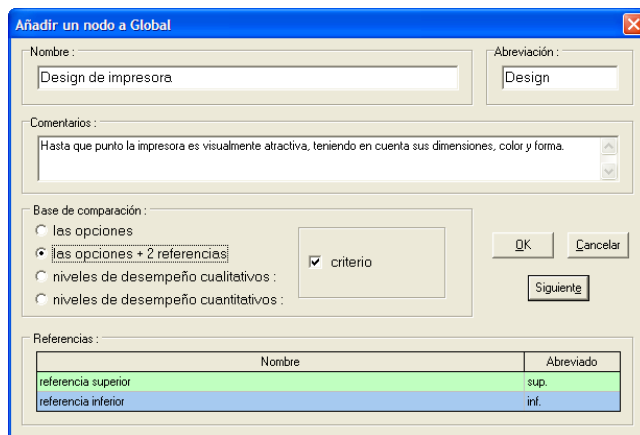 Añadir un nodo a Global
Nombre :
Abreviación :
Design de impresora
Design
Comentarios :
Hasta que punto la impresora es visualmente atractiva, teniendo en cuenta sus dimensiones, color y forma.
Base de comparación :
las opciones
las opciones + 2 referencias
niveles de desempeño cualitativos :
niveles de desempeño cuantitativos :
criterio
OK
Cancelar
Siguiente
Referencias :
Nombre
Abreviado
referencia superior
sup.
referencia inferior
inf.